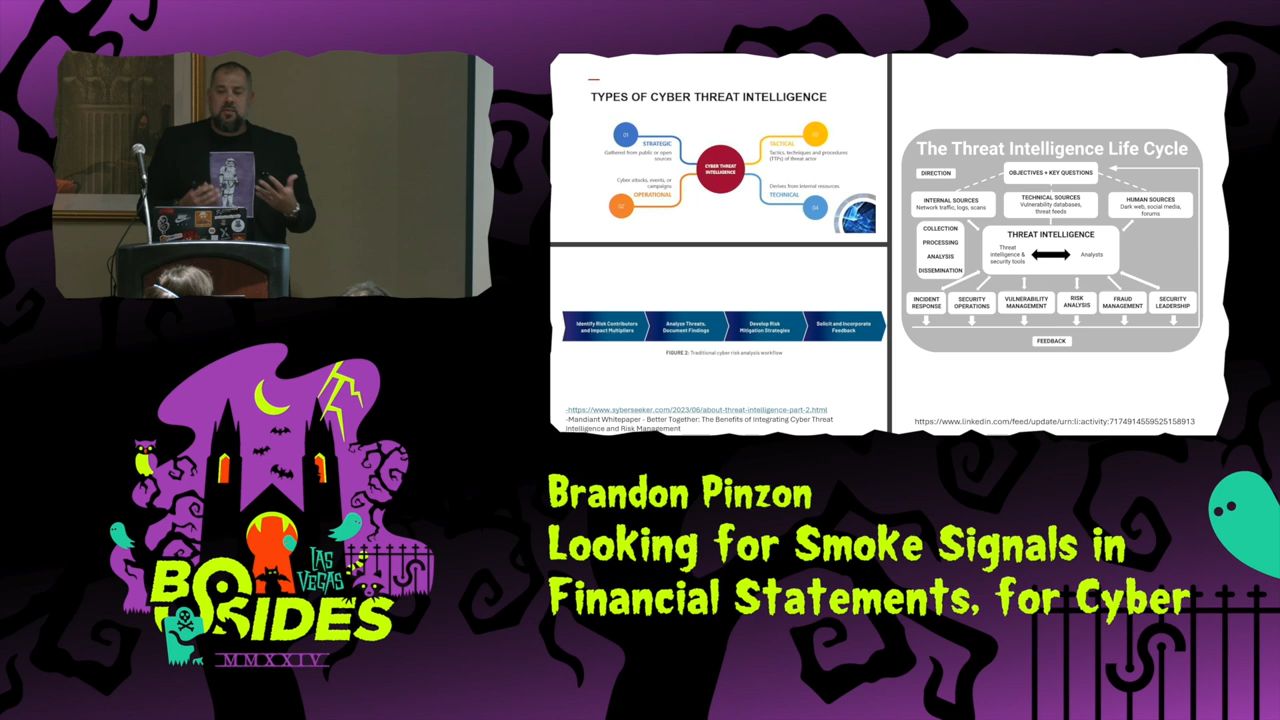 TYPES OF CYBER THREAT INTELLIGENCE
01
STRATEGIC
Gathered from public or open
sources
Cyber attacks, events, or
campaigns
OPERATIONAL
02
CYBER THREAT
INTELLIGENCE
TACTICAL
Tactics, techniques and procedures
(TTPs) of threat actor
Derives from internal resources
TECHNICAL
04
Identify Risk Contributors
and Impact Multipliers
Analyze Threats,
Document Findings
Develop Risk
Mitigation Strategies
Solicit and Incorporate
Feedback
FIGURE 2: Traditional cyber risk analysis workflow
-https://www.syberseeker.com/2023/06/about-threat-intelligence-part-2.html
-Mandiant Whitepaper - Better Together: The Benefits of Integrating Cyber Threat
Intelligence and Risk Management
The Threat Intelligence Life Cycle
DIRECTION
OBJECTIVES + KEY QUESTIONS
INTERNAL SOURCES
Network traffic, logs, scans
TECHNICAL SOURCES
Vulnerability databases,
threat feeds
HUMAN SOURCES
Dark web, social media,
forums
COLLECTION
PROCESSING
ANALYSIS
DISSEMINATION
THREAT INTELLIGENCE
Threat
intelligence &
security tools
Analysts
INCIDENT
RESPONSE
SECURITY
OPERATIONS
VULNERABILITY
MANAGEMENT
RISK
ANALYSIS
FRAUD
MANAGEMENT
SECURITY
LEADERSHIP
FEEDBACK
https://www.linkedin.com/feed/update/urn:li:activity:7174914559525158913
LAS
VEGAS
BSIDES
MMXXIV
Brandon Pinzon
Looking for Smoke Signals in
Financial Statements, for Cyber